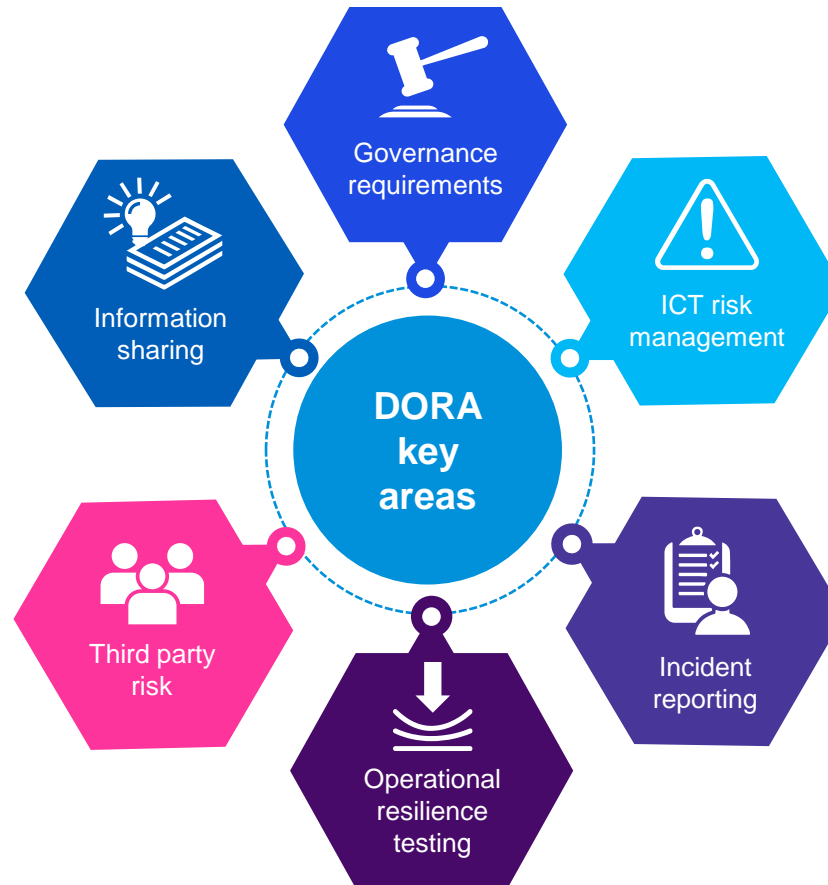 Governance
requirements
ICT risk
management
Incident
reporting
Operational
resilience
testing
Third party
risk
Information
sharing
DORA
key
areas